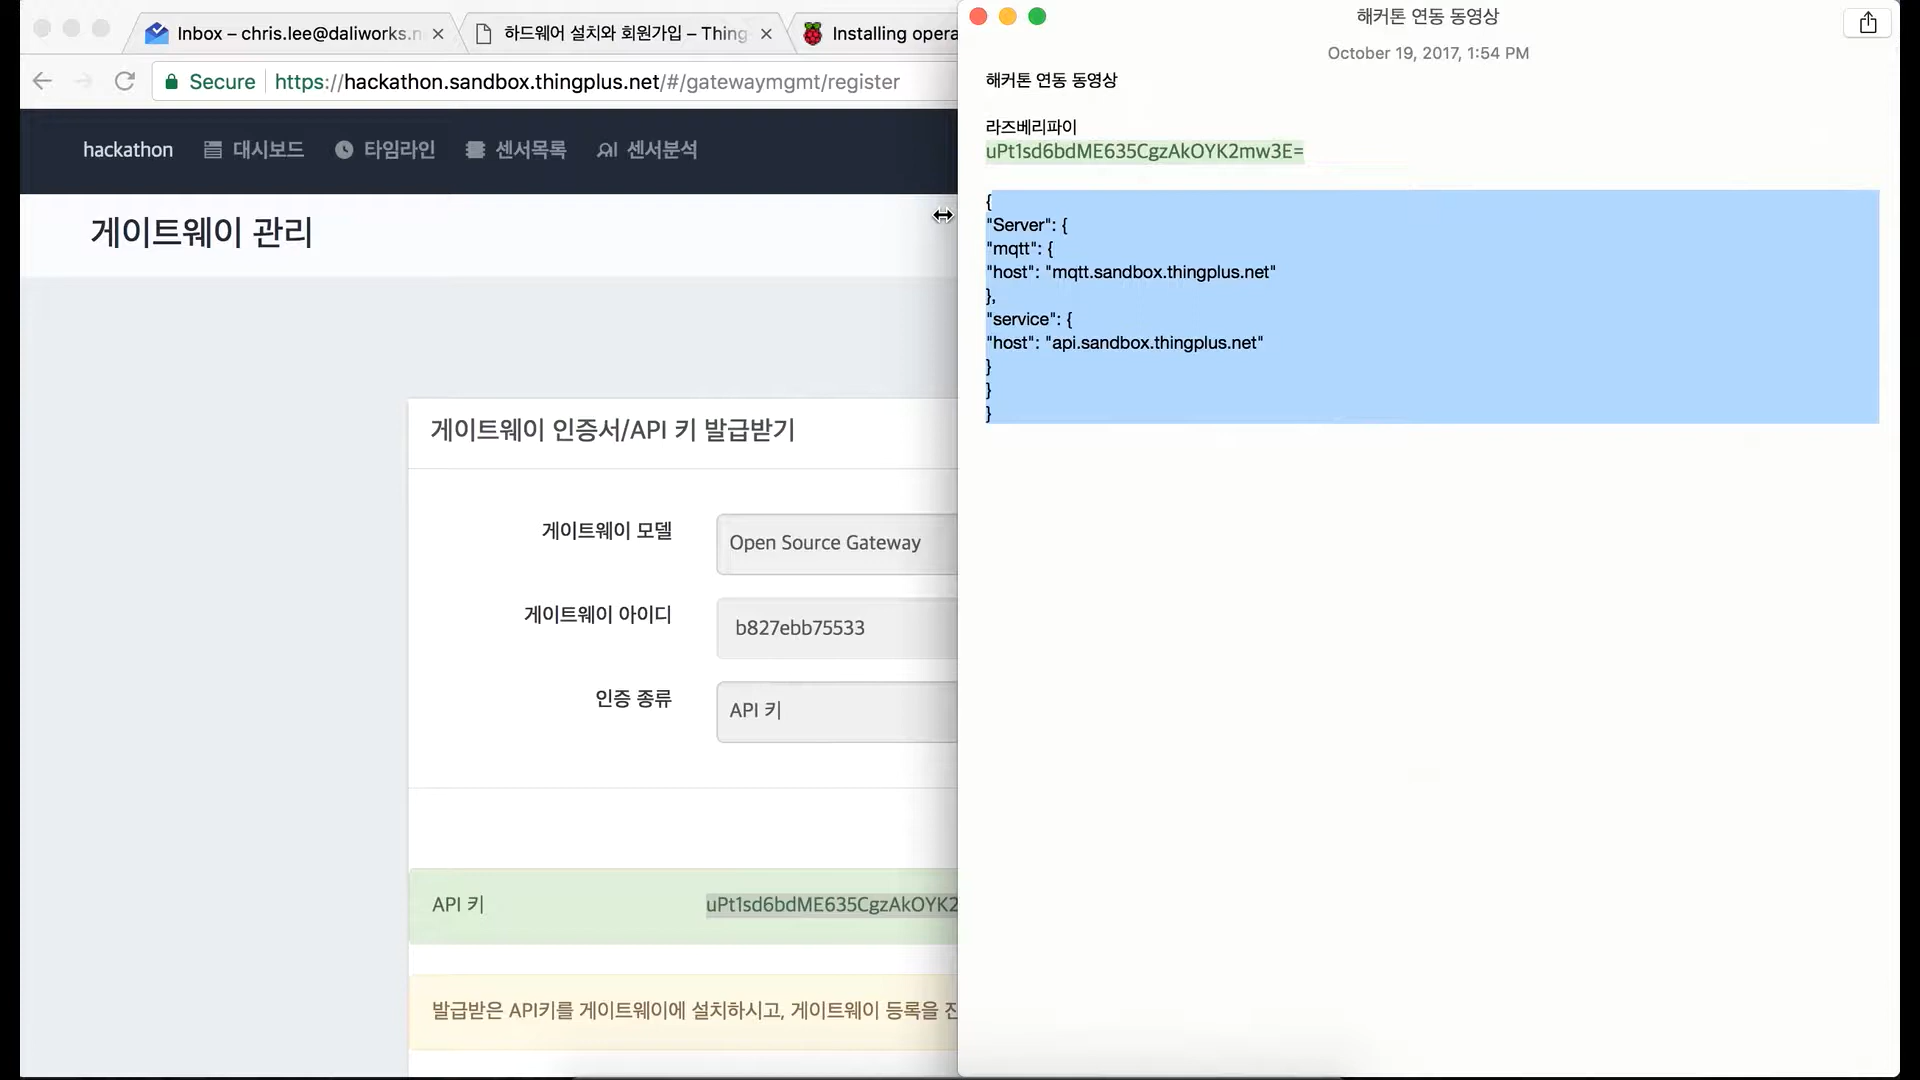 Inbox – chris.lee@daliworks.n
하드웨어 설치와 회원가입 – Thing
Installing opera
Secure
https://hackathon.sandbox.thingplus.net/#/gatewaymgmt/register
hackathon
대시보드
타임라인
센서목록
센서분석
게이트웨이 관리
게이트웨이 인증서/API 키 발급받기
게이트웨이 모델
Open Source Gateway
게이트웨이 아이디
b827ebb75533
인증 종류
API 키
API 키
uPt1sd6bdME635CgzAkOYK2
발급받은 API키를 게이트웨이에 설치하시고, 게이트웨이 등록을 진
해커톤 연동 동영상
October 19, 2017, 1:54 PM
해커톤 연동 동영상
라즈베리파이
uPt1sd6bdME635CgzAkOYK2mw3E=
{
"Server": {
"mqtt": {
"host": "mqtt.sandbox.thingplus.net"
},
"service": {
"host": "api.sandbox.thingplus.net"
}
}
}